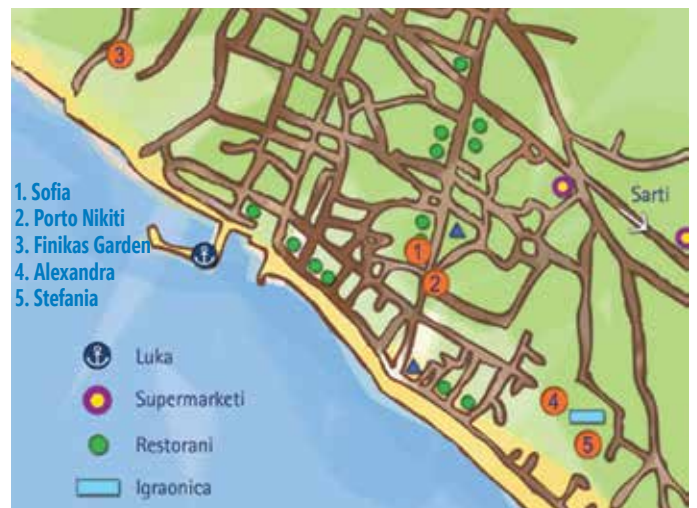 3
Sarti
1. Sofia
2. Porto Nikiti
3. Finikas Garden
4. Alexandra
5. Stefania
1
2
Luka
Supermarketi
Restorani
Igraonica
4
5